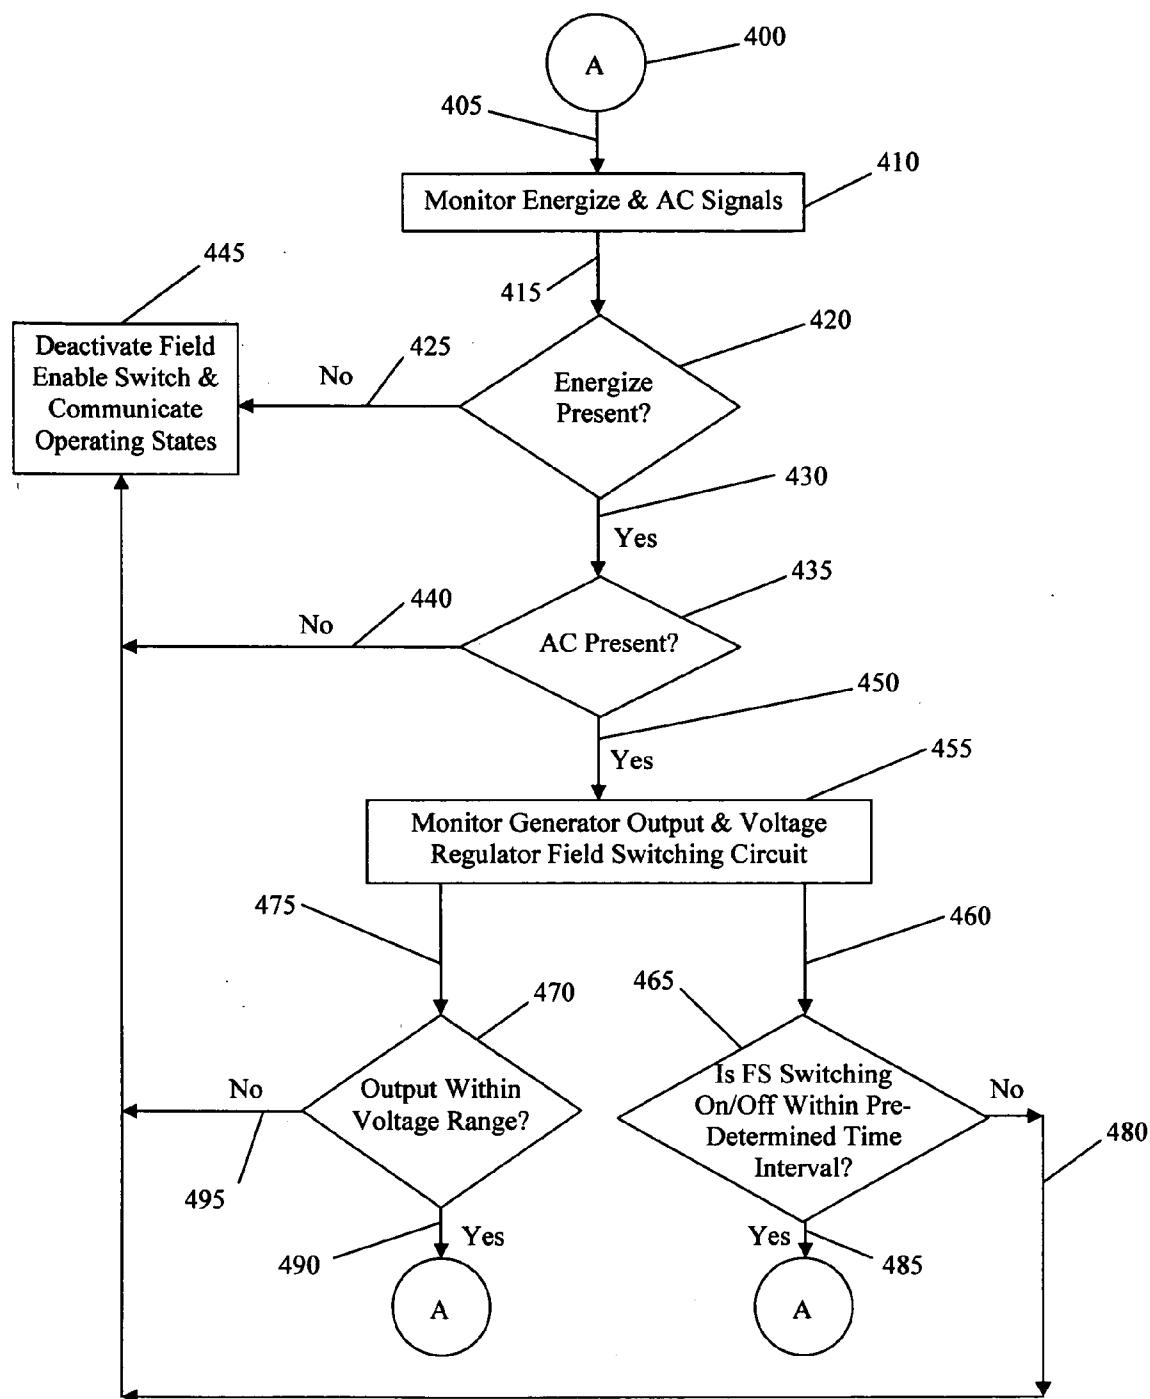 400
A
405
410
Monitor Energize & AC Signals
445
415
420
Deactivate Field
Enable Switch &
Communicate
Operating States
425
No
Energize
Present?
430
Yes
435
440
No
AC Present?
450
Yes
455
Monitor Generator Output & Voltage
Regulator Field Switching Circuit
475
460
470
465
No
Output Within
Voltage Range?
Is FS Switching
On/Off Within Pre-
Determined Time
Interval?
No
480
495
490
Yes
Yes
485
A
A